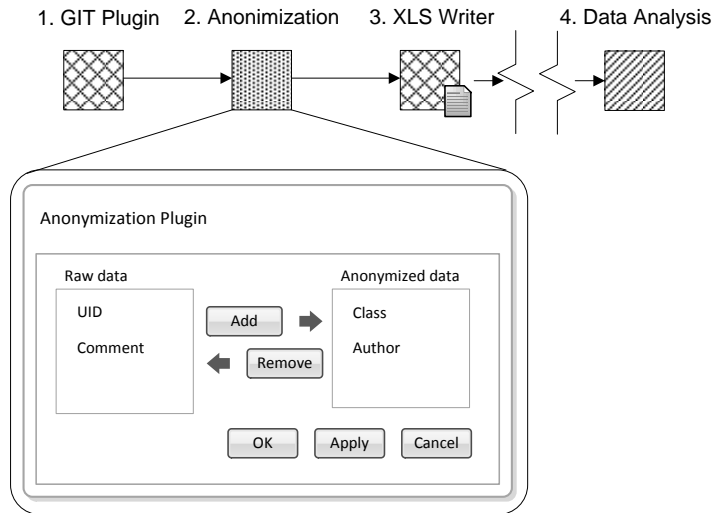 1. GIT Plugin 2. Anonimization 3. XLS Writer 4. Data Analysis
Anonymization Plugin
Raw data Anonymized data
UID Add Class
Comment Remove Author
OK Apply Cancel